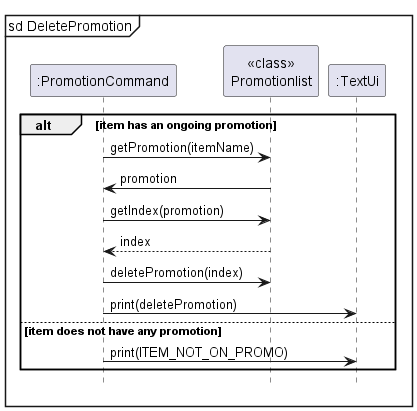 sd DeletePromotion
:PromotionCommand
«class»
Promotionlist
:TextUi
alt
[item has an ongoing promotion]
getPromotion(itemName)
promotion
getIndex(promotion)
index
deletePromotion(index)
print(deletePromotion)
[item does not have any promotion]
print(ITEM_NOT_ON_PROMO)